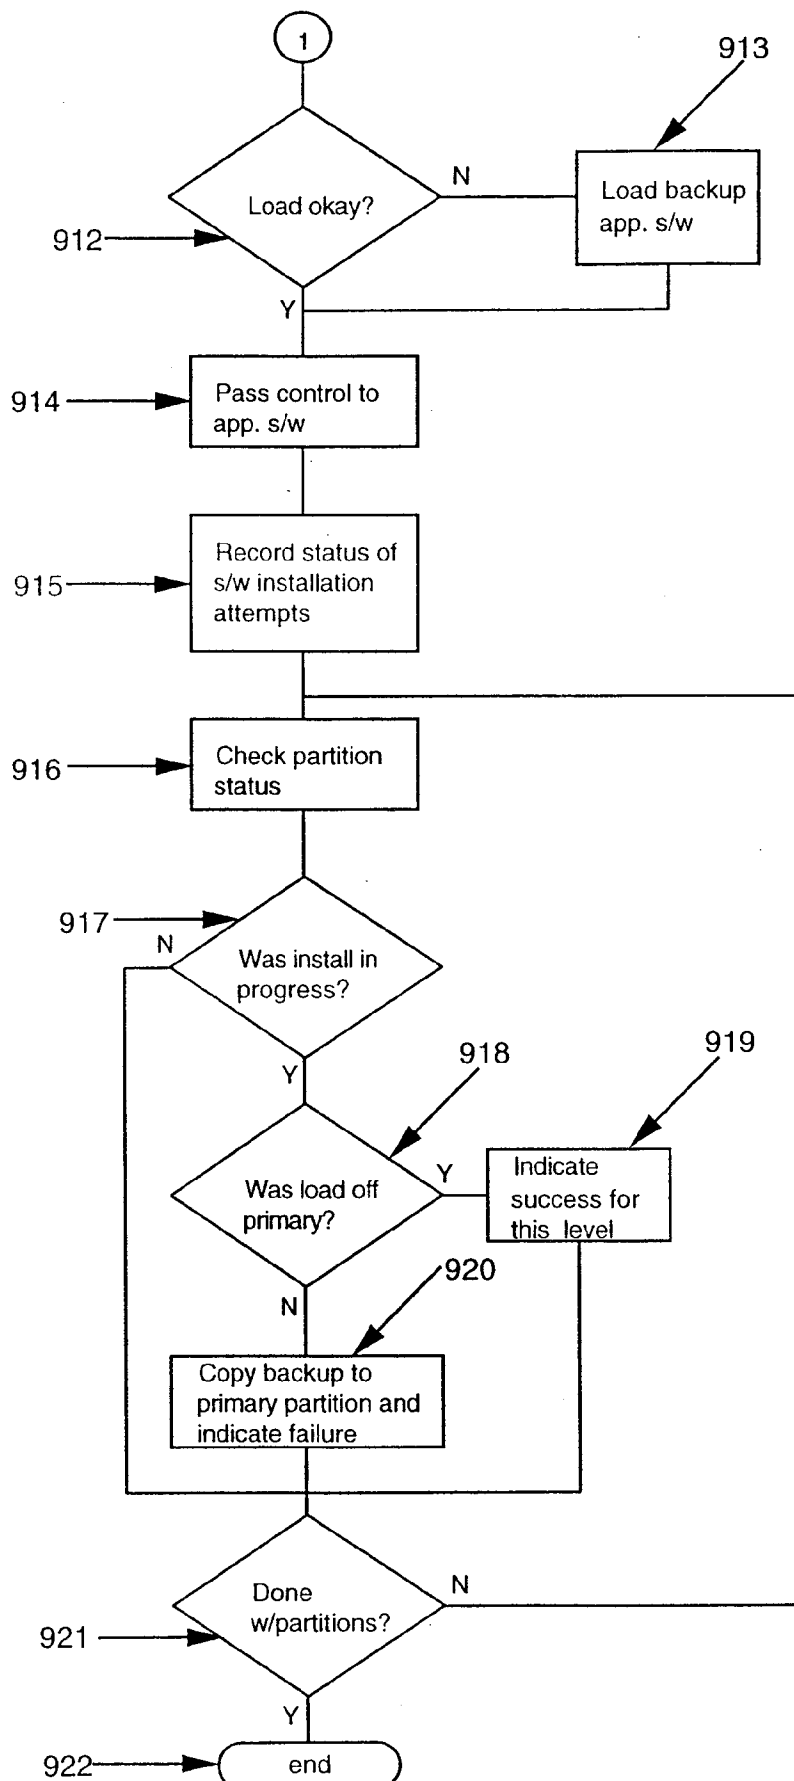 1
913
N
Load okay?
Load backup
app. s/w
912
Y
914
Pass control to
app. s/w
915
Record status of
s/w installation
attempts
916
Check partition
status
917
N
Was install in
progress?
Y
918
919
Was load off
primary?
Y
Indicate
success for
this level
N
920
Copy backup to
primary partition and
indicate failure
Done
w/partitions?
N
921
Y
922
end